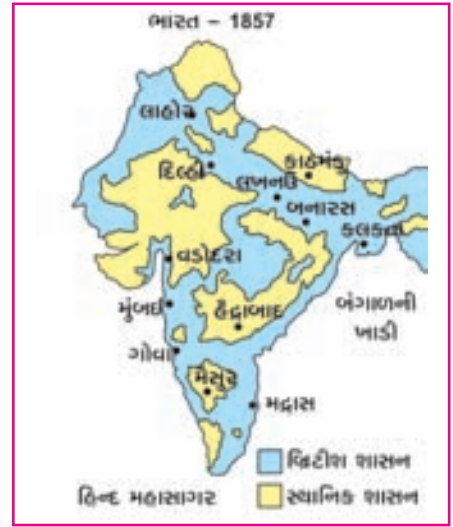 ભારત – 1857
લાહોર
દિલ્હી
કાઠમંડુ
લખનઉ
બનારસ
કલકત્તા
વડોદરા
મુંબઈ
હૈદ્રાબાદ
બંગાળની
ખાડી
ગોવા
મૈસુર
મદ્રાસ
બ્રિટીશ શાસન
હિન્દ મહાસાગર
સ્થાનિક શાસન